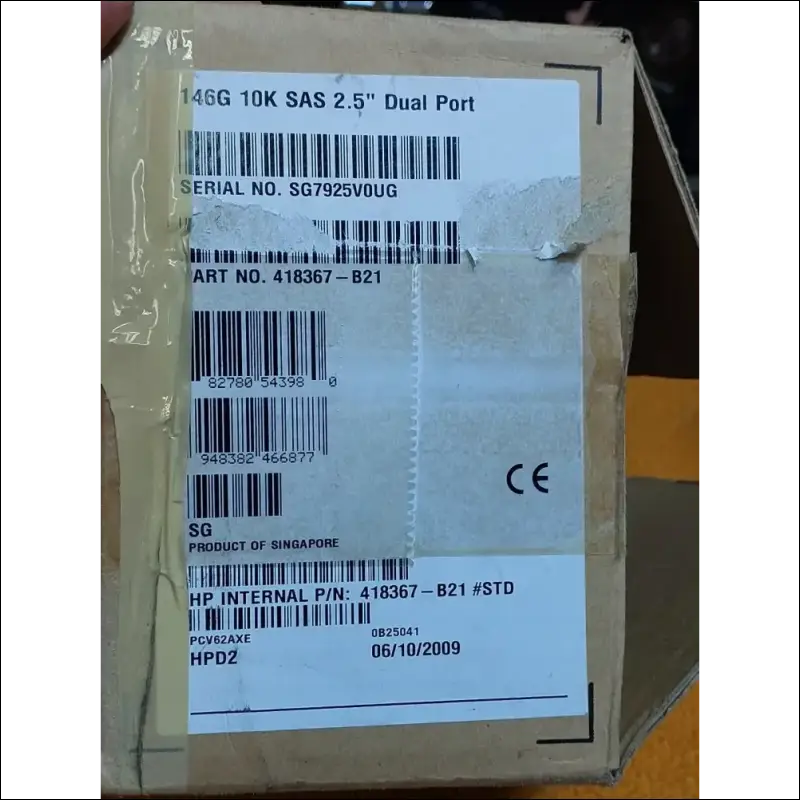 146G 10K SAS 2.5" Dual Port
SERIAL NO. SG7925V0UG
PART NO. 418367-B21
82780 54398 0
948382 466877
CE
SG
PRODUCT OF SINGAPORE
HP INTERNAL P/N: 418367-B21 #STD
PCV62AXE 0B25041
HPD2 06/10/2009